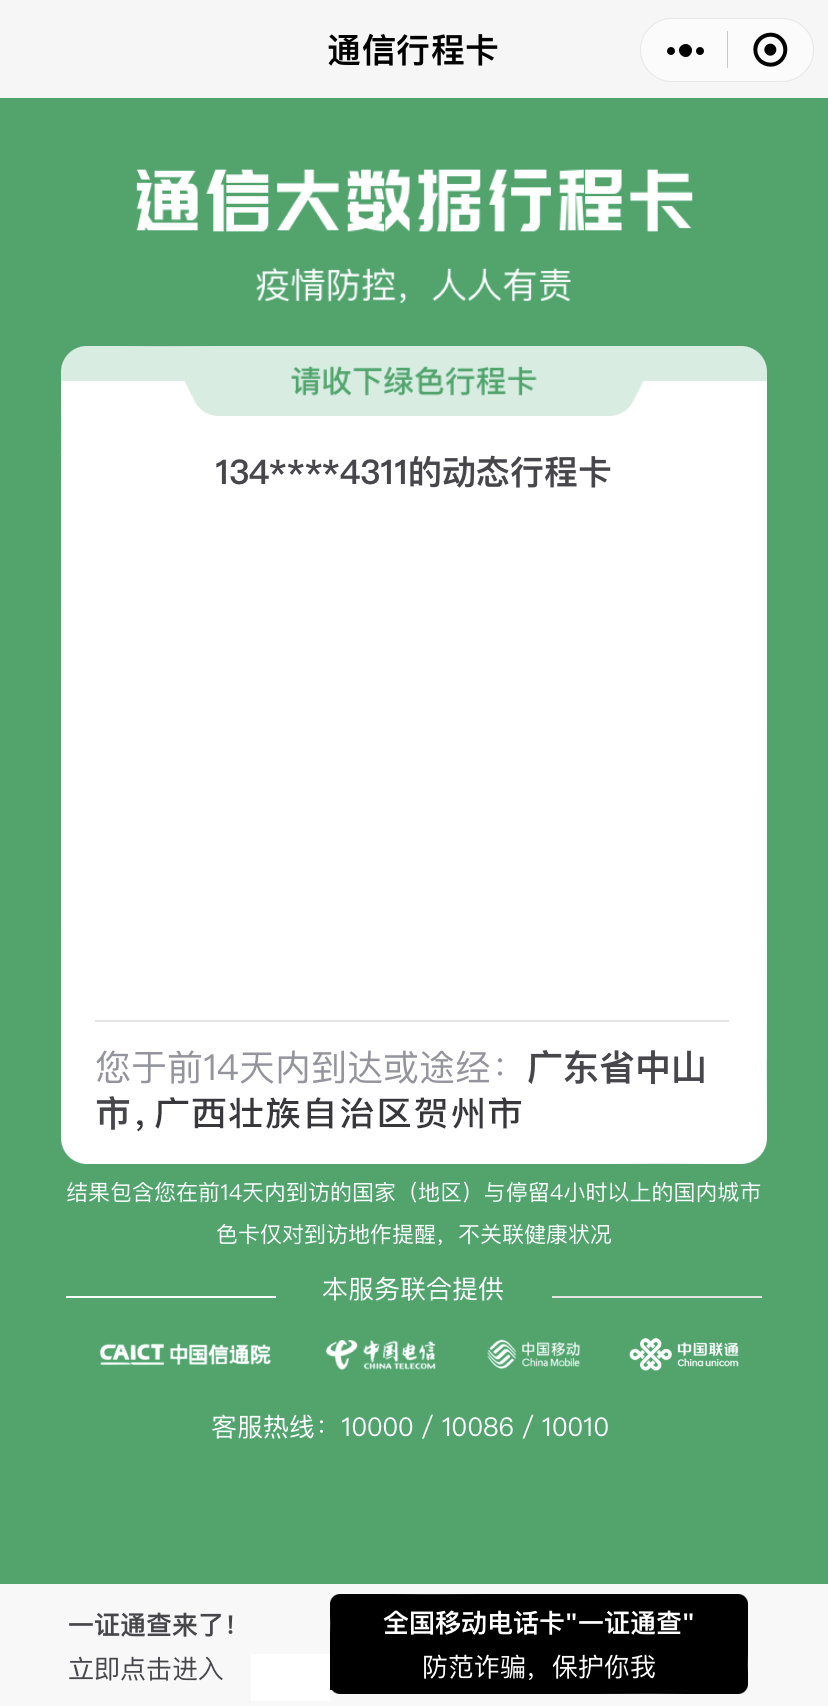 通信行程卡
通信大数据行程卡
疫情防控，人人有责
请收下绿色行程卡
134****4311的动态行程卡
您于前14天内到达或途经：广东省中山
市,广西壮族自治区贺州市
结果包含您在前14天内到访的国家（地区）与停留4小时以上的国内城市
色卡仅对到访地作提醒，不关联健康状况
本服务联合提供
CAICT 中国信通院 中国电信 CHINA TELECOM 中国移动 China Mobile 中国联通 China unicom
客服热线：10000 / 10086 / 10010
一证通查来了！
立即点击进入
全国移动电话卡"一证通查"
防范诈骗，保护你我